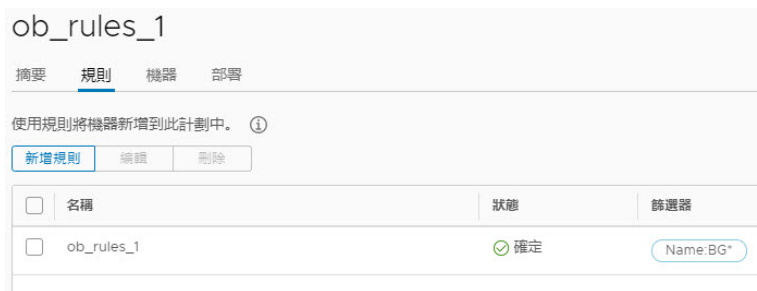 ob_rules_1
摘要 規則 機器 部署
使用規則將機器新增到此計劃中。
新增規則 編輯 刪除
名稱 狀態 篩選器
ob_rules_1 確定 Name:BG*